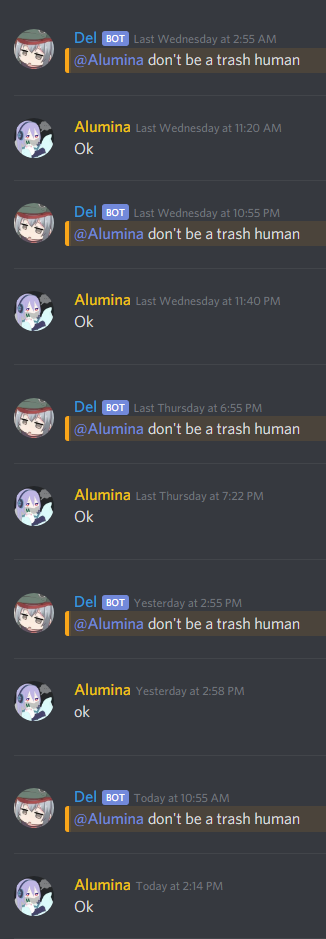 Del BOT Last Wednesday at 2:55 AM
@Alumina don't be a trash human
Alumina Last Wednesday at 11:20 AM
Ok
Del BOT Last Wednesday at 10:55 PM
@Alumina don't be a trash human
Alumina Last Wednesday at 11:40 PM
Ok
Del BOT Last Thursday at 6:55 PM
@Alumina don't be a trash human
Alumina Last Thursday at 7:22 PM
Ok
Del BOT Yesterday at 2:55 PM
@Alumina don't be a trash human
Alumina Yesterday at 2:58 PM
ok
Del BOT Today at 10:55 AM
@Alumina don't be a trash human
Alumina Today at 2:14 PM
Ok